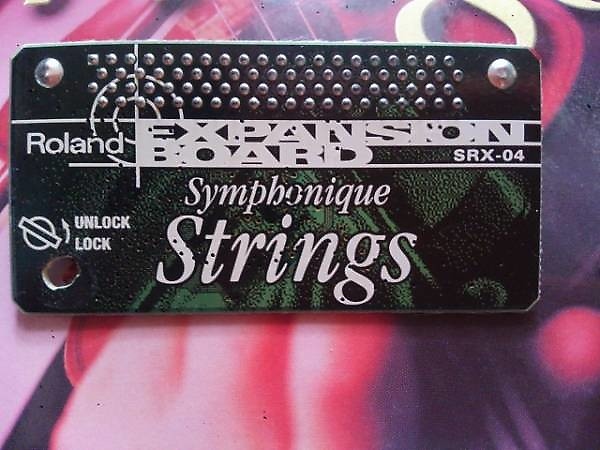 Roland EXPANSION
BOARD SRX-04
Symphonique
Strings
UNLOCK
LOCK